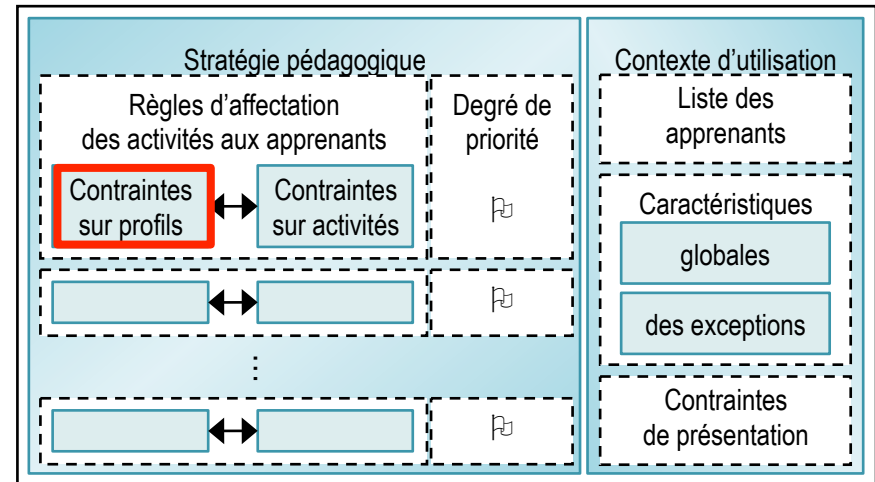 Stratégie pédagogique
Règles d'affectation
des activités aux apprenants
Degré de
priorité
Contraintes
sur profils
Contraintes
sur activités
⋮
Contexte d'utilisation
Liste des
apprenants
Caractéristiques
globales
des exceptions
Contraintes
de présentation